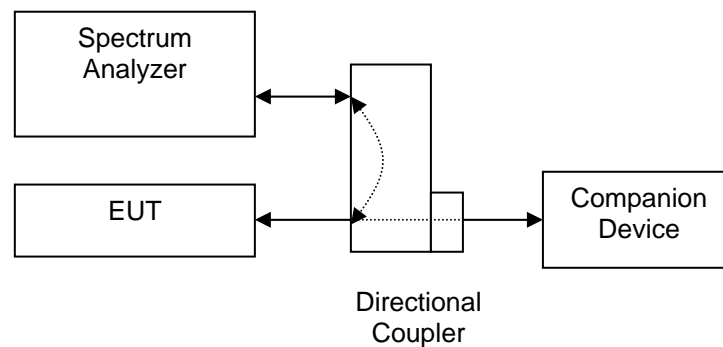 Spectrum
Analyzer
EUT
Companion
Device
Directional
Coupler